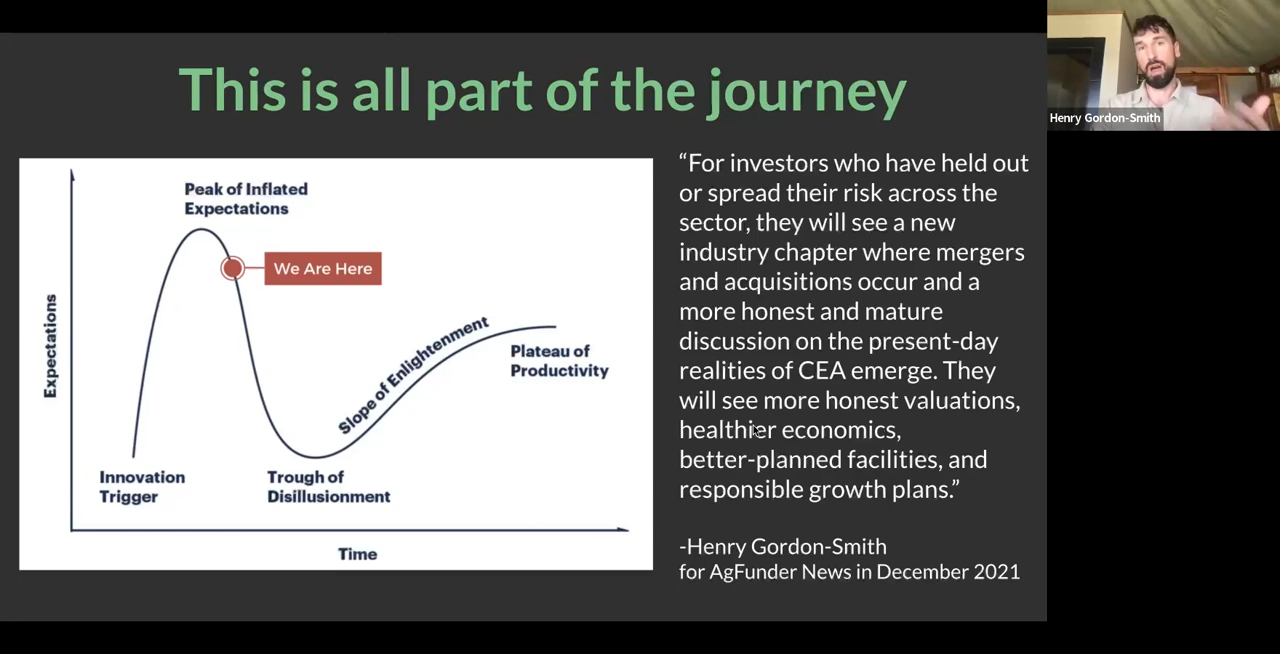 This is all part of the journey
Henry Gordon-Smith
Peak of Inflated
Expectations
We Are Here
Expectations
Slope of Enlightenment
Plateau of
Productivity
Innovation
Trigger
Trough of
Disillusionment
Time
“For investors who have held out
or spread their risk across the
sector, they will see a new
industry chapter where mergers
and acquisitions occur and a
more honest and mature
discussion on the present-day
realities of CEA emerge. They
will see more honest valuations,
healthier economics,
better-planned facilities, and
responsible growth plans.”
-Henry Gordon-Smith
for AgFunder News in December 2021